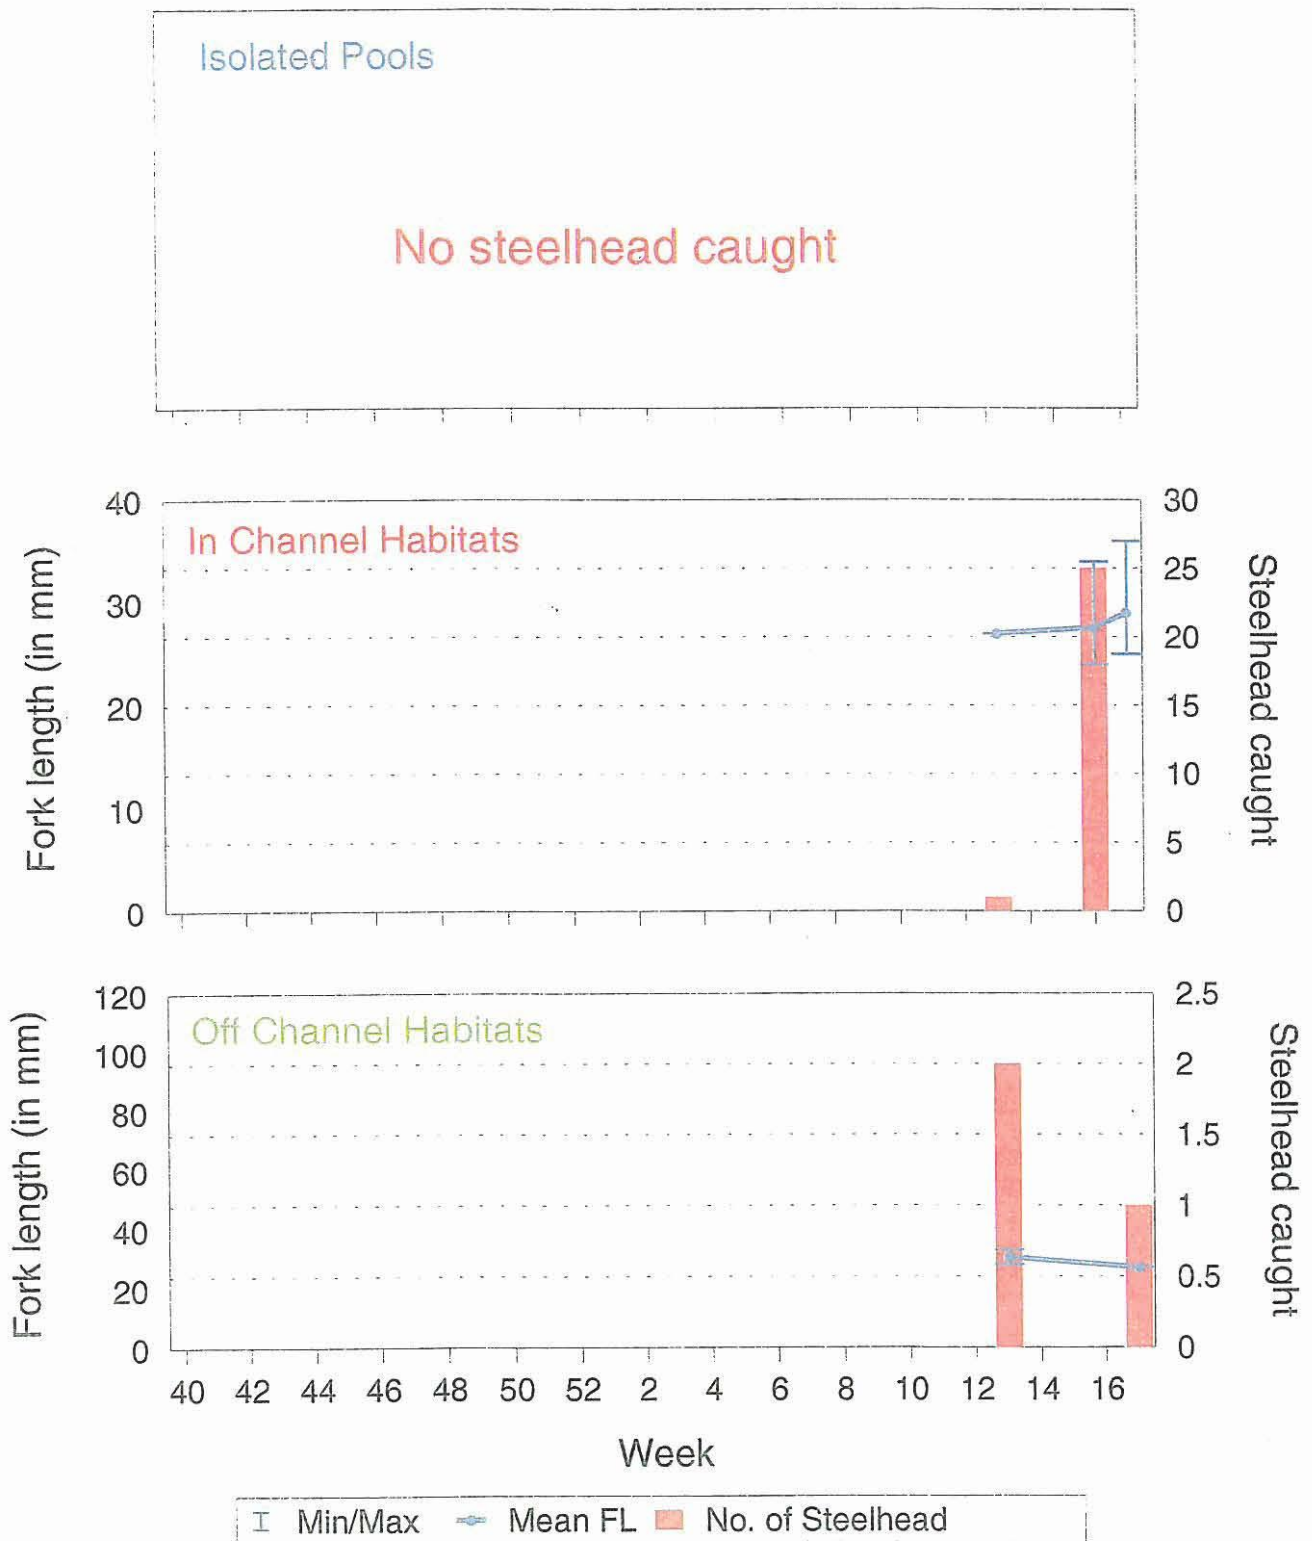 Isolated Pools
No steelhead caught
In Channel Habitats
Fork length (in mm)
40
30
20
10
0
30
25
20
15
10
5
0
Steelhead caught
Off Channel Habitats
Fork length (in mm)
120
100
80
60
40
20
0
2.5
2
1.5
1
0.5
0
Steelhead caught
40 42 44 46 48 50 52 2 4 6 8 10 12 14 16
Week
Min/Max Mean FL No. of Steelhead